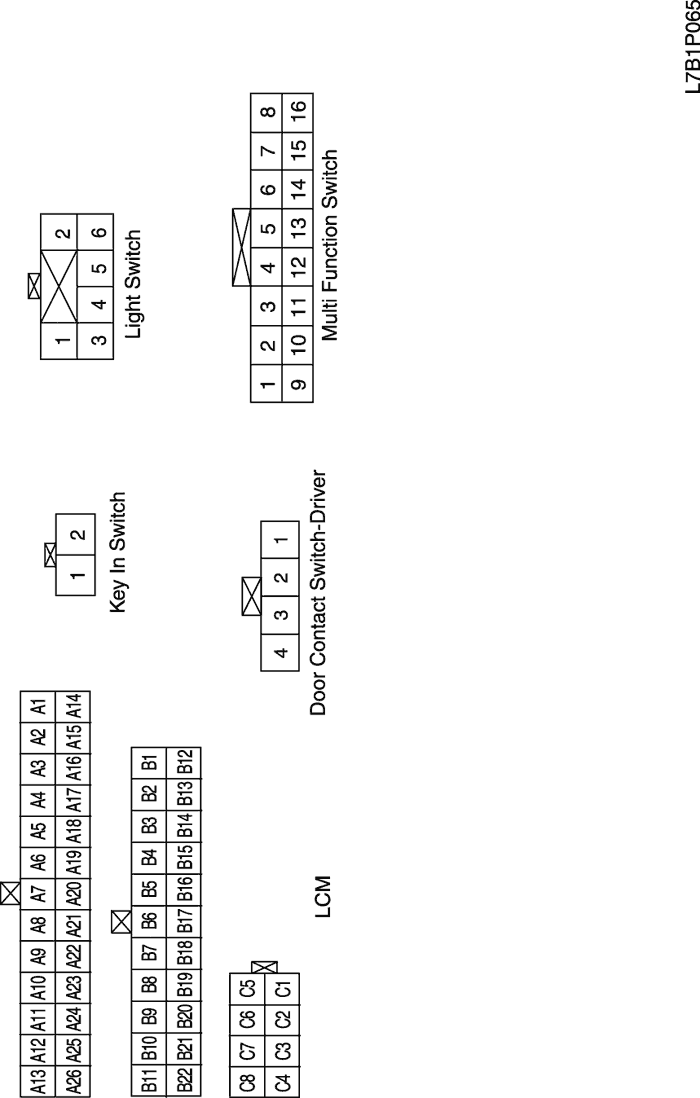 A13 A12 A11 A10 A9 A8 A7 A6 A5 A4 A3 A2 A1
A26 A25 A24 A23 A22 A21 A20 A19 A18 A17 A16 A15 A14
B11 B10 B9 B8 B7 B6 B5 B4 B3 B2 B1
B22 B21 B20 B19 B18 B17 B16 B15 B14 B13 B12
C8 C7 C6 C5
C4 C3 C2 C1
LCM
1 2
Key In Switch
1 2
3 4 5 6
Light Switch
4 3 2 1
Door Contact Switch-Driver
1 2 3 4 5 6 7 8
9 10 11 12 13 14 15 16
Multi Function Switch
L7B1P065